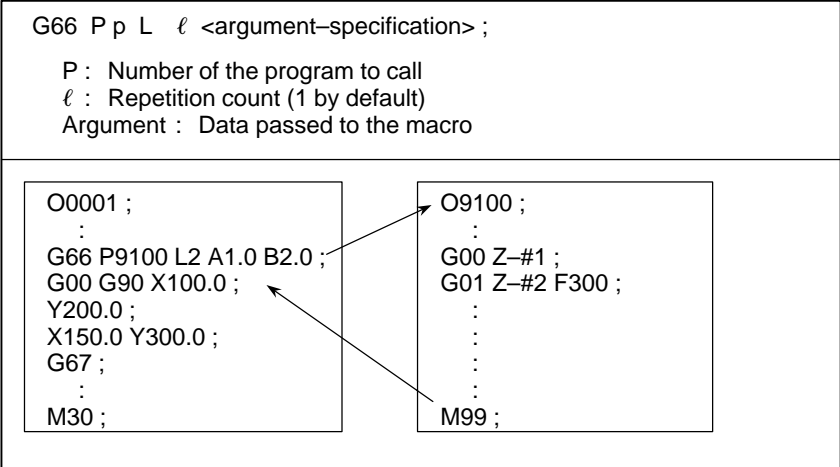 G66 P p L ℓ <argument–specification> ;
P : Number of the program to call
ℓ : Repetition count (1 by default)
Argument : Data passed to the macro
O0001 ;
:
G66 P9100 L2 A1.0 B2.0 ;
G00 G90 X100.0 ;
Y200.0 ;
X150.0 Y300.0 ;
G67 ;
:
M30 ;
O9100 ;
:
G00 Z–#1 ;
G01 Z–#2 F300 ;
:
:
:
:
M99 ;